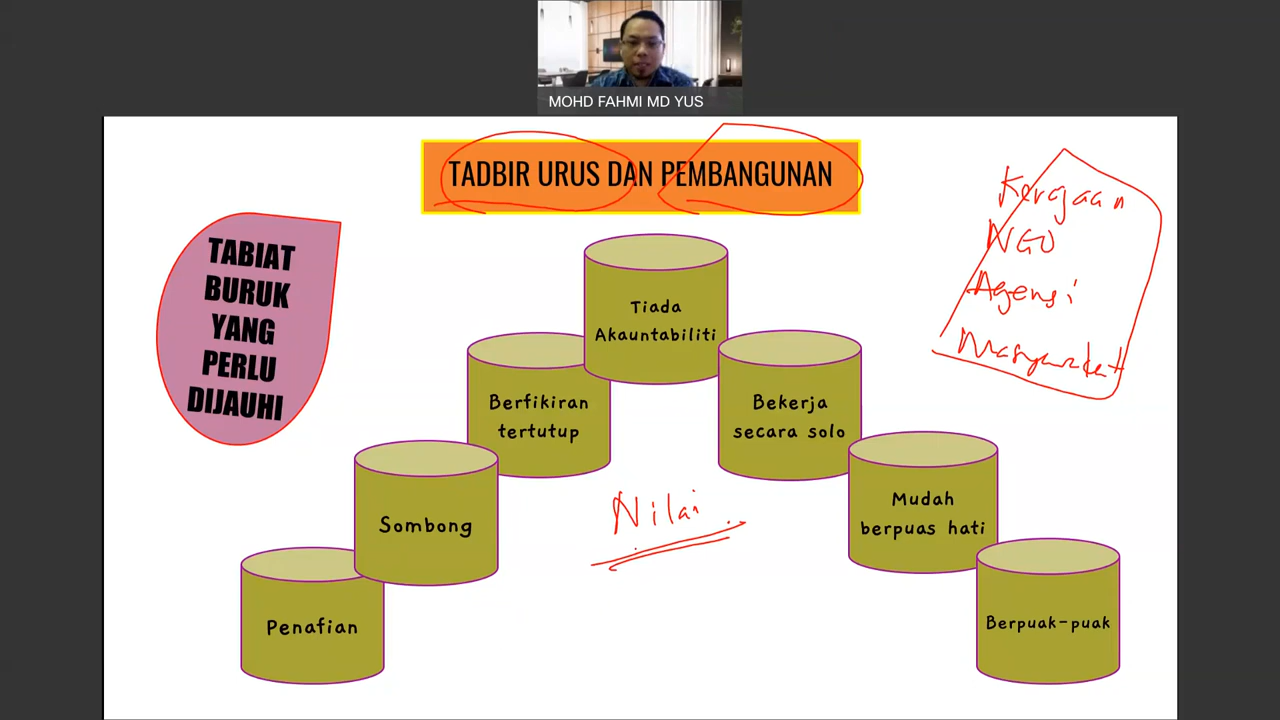 MOHD FAHMI MD YUS
TADBIR URUS DAN PEMBANGUNAN
Kerajaan
NGO
Agensi
Masyarakat
TABIAT
BURUK
YANG
PERLU
DIJAUHI
Tiada
Akauntabiliti
Berfikiran
tertutup
Bekerja
secara solo
Sombong
Nilai
Mudah
berpuas hati
Penafian
Berpuak-puak